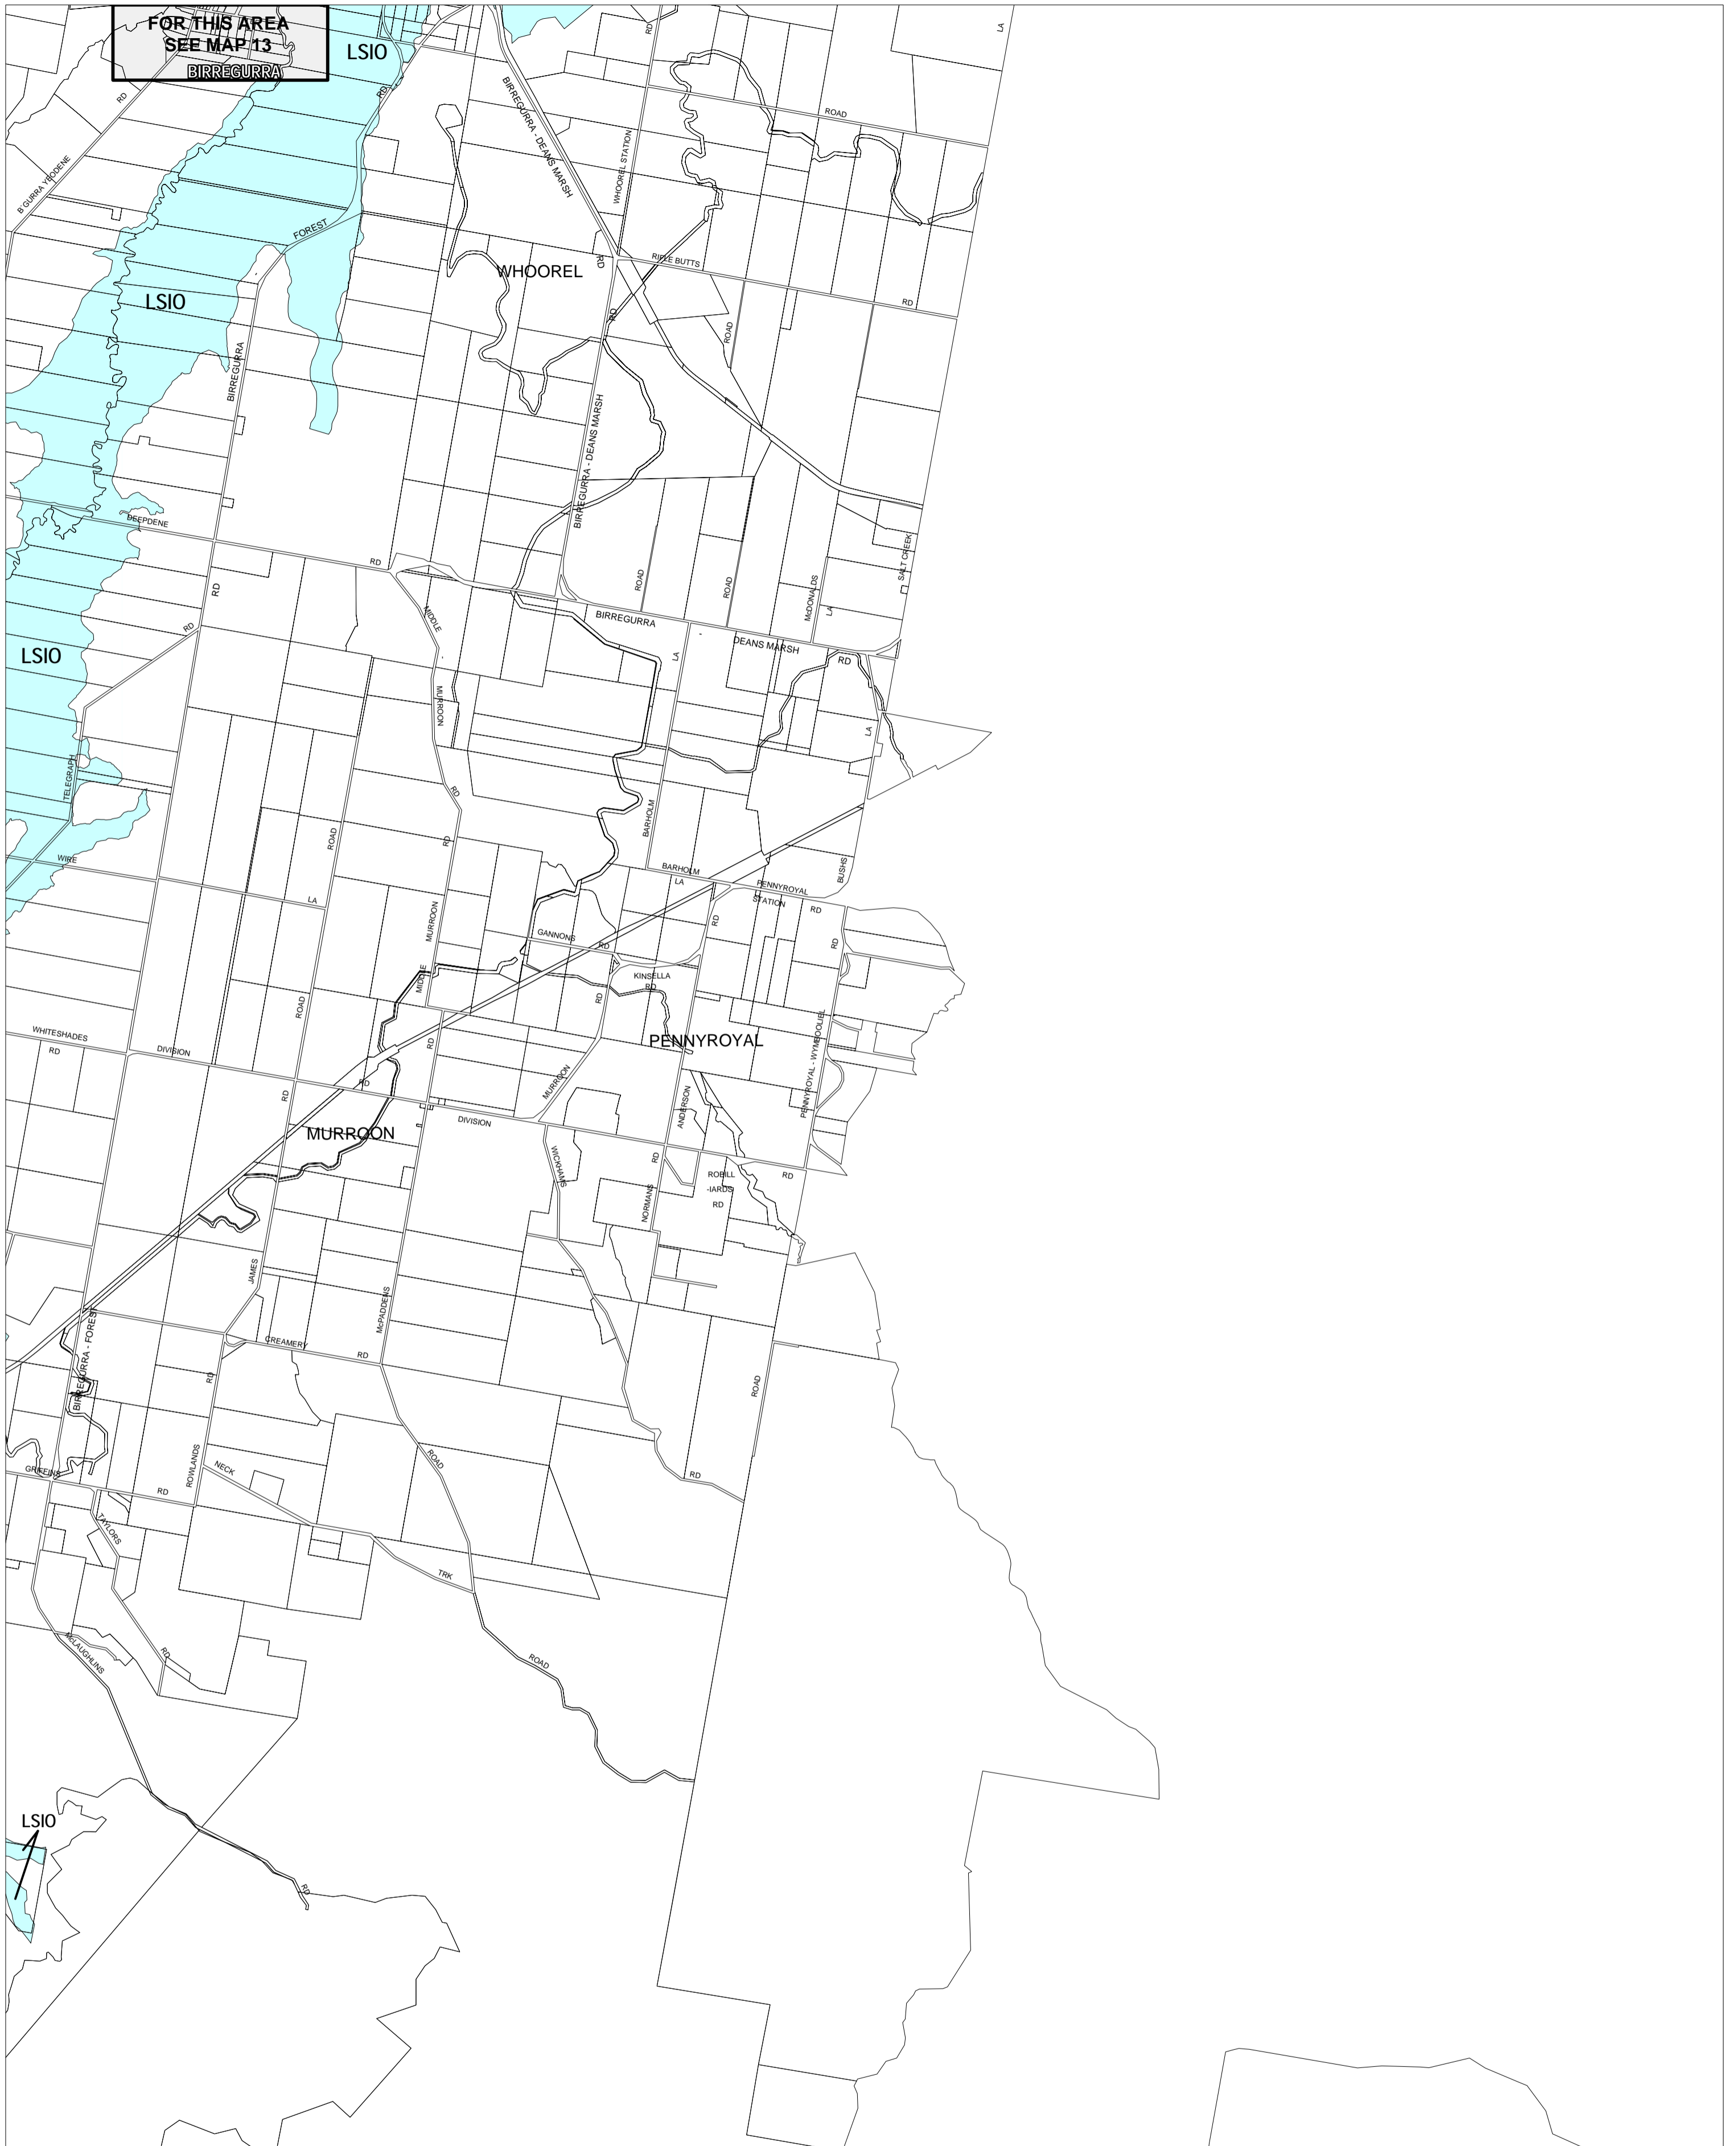 FOR THIS AREA
SEE MAP 13
BIRREGURRA
LSIO
RD
LA
RD
RD
BIRREGURRA - DEANS MARSH
ROAD
WHOOREL STATION
B'GURRA YEODENE
FOREST
RD
WHOOREL
RIFLE BUTTS
RD
LSIO
RD
ROAD
BIRREGURRA
BIRREGURRA - DEANS MARSH
DEEPDENE
RD
RD
ROAD
ROAD
McDONALDS
LA
SALT CREEK
MIDDLE
BIRREGURRA
-
DEANS MARSH
RD
RD
LSIO
LA
-
MURROON
LA
TELEGRAPH
RD
BARHOLM
ROAD
RD
WIRE
BARHOLM
LA
BUSHS
PENNYROYAL
STATION
RD
LA
MURROON
RD
RD
GANNONS
RD
MIDDLE
KINSELLA
RD
RD
ROAD
WHITESHADES
RD
DIVISION
RD
PENNYROYAL
PENNYROYAL - WYMBOOLIEL
RD
RD
MURROON
ANDERSON
MURROON
DIVISION
WICKHAMS
RD
ROBILL
-IARDS
RD
RD
NORMANS
JAMES
McPADDENS
BIRREGURRA - FOREST
CREAMERY
RD
RD
ROAD
ROAD
RD
GRIFFINS
RD
ROWLANDS
NECK
TAYLORS
TRK
RD
McLAUGHLINS
ROAD
LSIO
RD